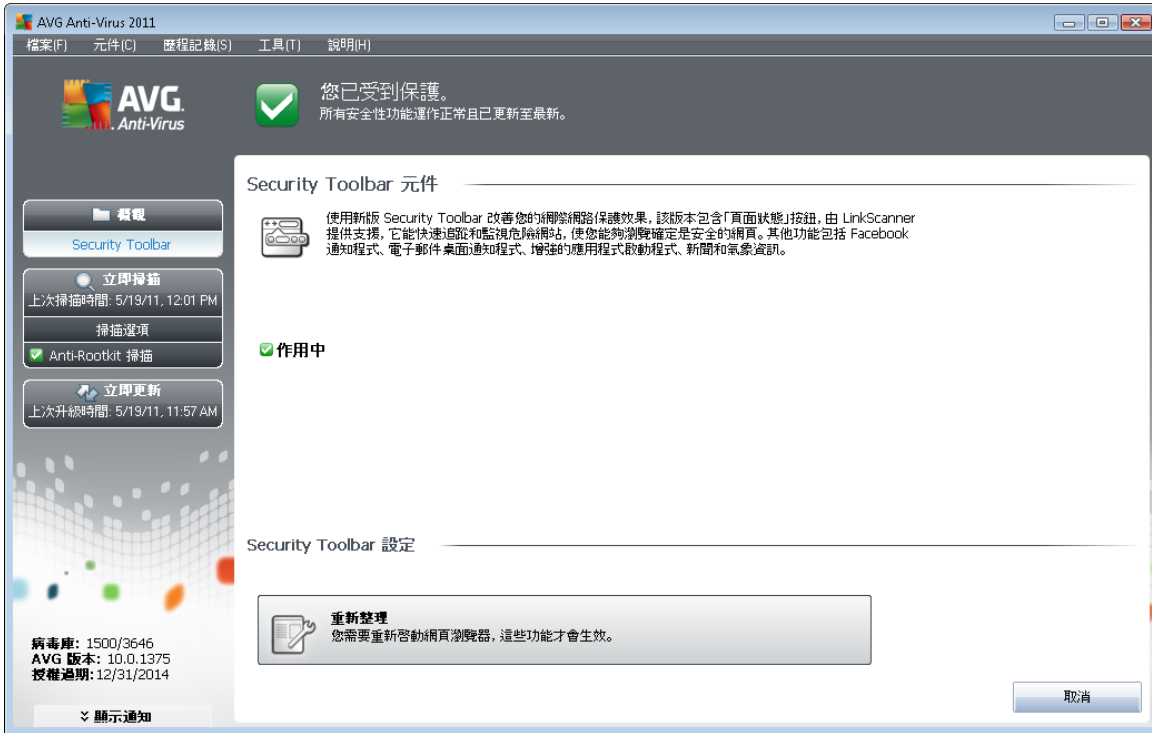 AVG Anti-Virus 2011
檔案(F) 元件(C) 歷程記錄(S) 工具(T) 說明(H)
AVG.
Anti-Virus
您已受到保護。
所有安全性功能運作正常且已更新至最新。
概觀
Security Toolbar
立即掃描
上次掃描時間: 5/19/11, 12:01 PM
掃描選項
Anti-Rootkit 掃描
立即更新
上次升級時間: 5/19/11, 11:57 AM
病毒庫: 1500/3646
AVG 版本: 10.0.1375
授權過期: 12/31/2014
顯示通知
Security Toolbar 元件
使用新版 Security Toolbar 改善您的網際網路保護效果, 該版本包含「頁面狀態」按鈕, 由 LinkScanner
提供支援, 它能快速追蹤和監視危險網站, 使您能夠瀏覽確定是安全的網頁。其他功能包括 Facebook
通知程式、電子郵件桌面通知程式、增強的應用程式啟動程式、新聞和氣象資訊。
作用中
Security Toolbar 設定
重新整理
您需要重新啓動網頁瀏覽器, 這些功能才會生效。
取消